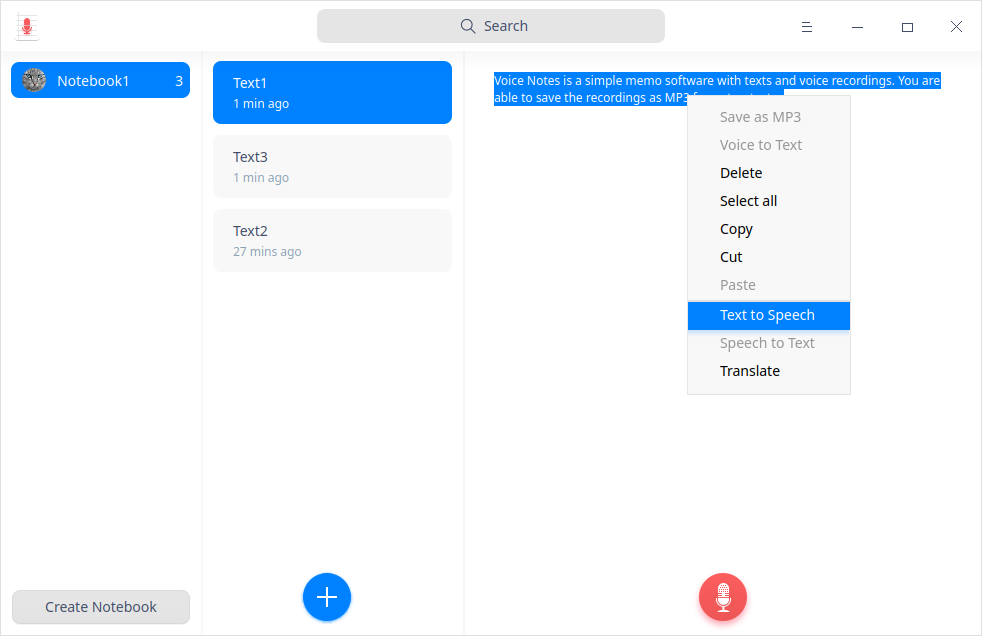 Search
Notebook1 3
Text1
1 min ago
Text3
1 min ago
Text2
27 mins ago
Voice Notes is a simple memo software with texts and voice recordings. You are
able to save the recordings as MP3
Save as MP3
Voice to Text
Delete
Select all
Copy
Cut
Paste
Text to Speech
Speech to Text
Translate
Create Notebook